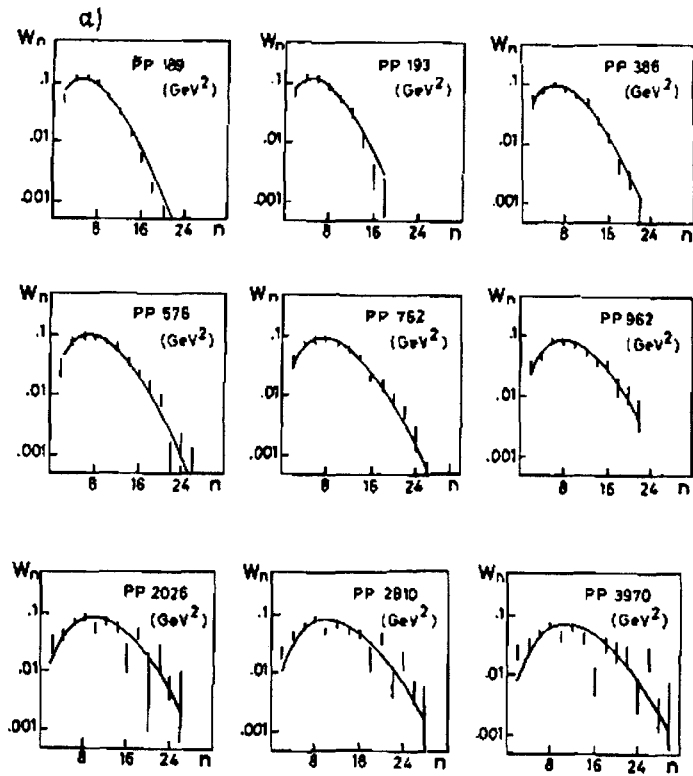 a)
Wn
PP 189
(GeV²)
.1
.01
.001
8
16
24
n
Wn
PP 193
(GeV²)
.1
.01
.001
8
16
24
n
Wn
PP 386
(GeV²)
.1
.01
.001
8
16
24
n
Wn
PP 576
(GeV²)
.1
.01
.001
8
16
24
n
Wn
PP 762
(GeV²)
.1
.01
.001
8
16
24
n
Wn
PP 962
(GeV²)
.1
.01
.001
8
16
24
n
Wn
PP 2026
(GeV²)
.1
.01
.001
8
16
24
n
Wn
PP 2810
(GeV²)
.1
.01
.001
8
16
24
n
Wn
PP 3970
(GeV²)
.1
.01
.001
8
16
24
n